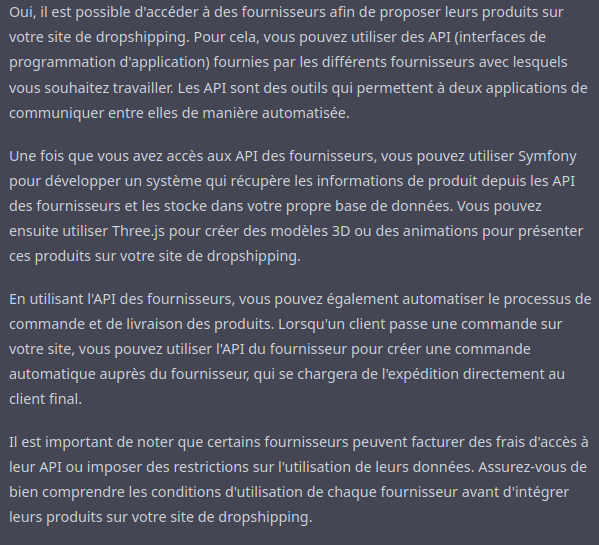 Oui, il est possible d'accéder à des fournisseurs afin de proposer leurs produits sur
votre site de dropshipping. Pour cela, vous pouvez utiliser des API (interfaces de
programmation d'application) fournies par les différents fournisseurs avec lesquels
vous souhaitez travailler. Les API sont des outils qui permettent à deux applications de
communiquer entre elles de manière automatisée.
Une fois que vous avez accès aux API des fournisseurs, vous pouvez utiliser Symfony
pour développer un système qui récupère les informations de produit depuis les API
des fournisseurs et les stocke dans votre propre base de données. Vous pouvez
ensuite utiliser Three.js pour créer des modèles 3D ou des animations pour présenter
ces produits sur votre site de dropshipping.
En utilisant l'API des fournisseurs, vous pouvez également automatiser le processus de
commande et de livraison des produits. Lorsqu'un client passe une commande sur
votre site, vous pouvez utiliser l'API du fournisseur pour créer une commande
automatique auprès du fournisseur, qui se chargera de l'expédition directement au
client final.
Il est important de noter que certains fournisseurs peuvent facturer des frais d'accès à
leur API ou imposer des restrictions sur l'utilisation de leurs données. Assurez-vous de
bien comprendre les conditions d'utilisation de chaque fournisseur avant d'intégrer
leurs produits sur votre site de dropshipping.